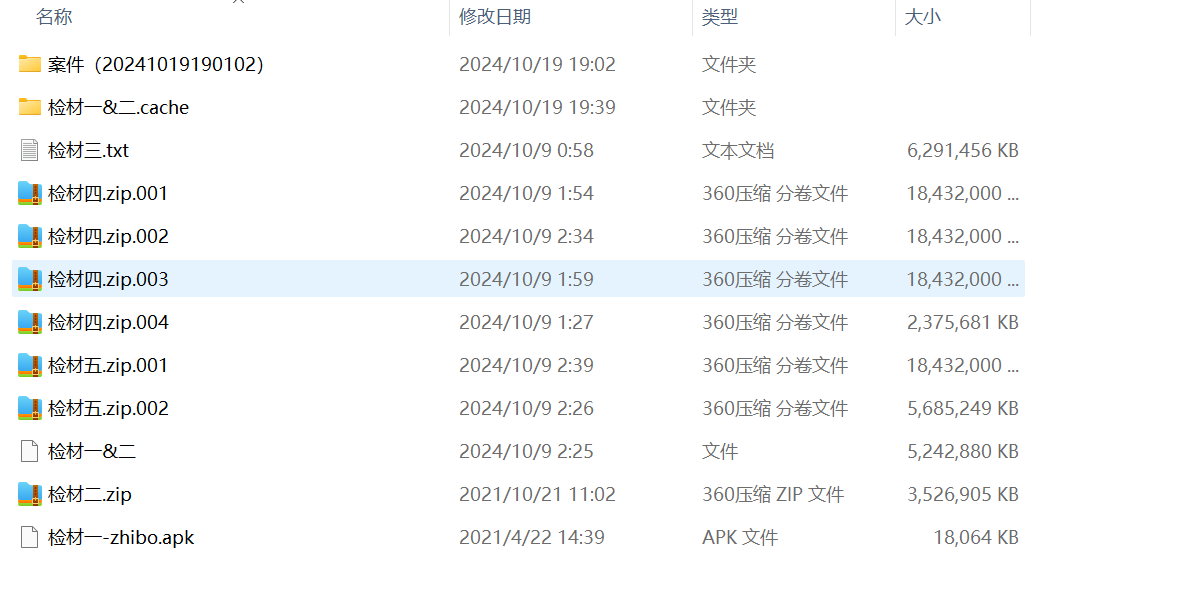 名称 修改日期 类型 大小
案件（20241019190102） 2024/10/19 19:02 文件夹
检材一&二.cache 2024/10/19 19:39 文件夹
检材三.txt 2024/10/9 0:58 文本文档 6,291,456 KB
检材四.zip.001 2024/10/9 1:54 360压缩 分卷文件 18,432,000 ...
检材四.zip.002 2024/10/9 2:34 360压缩 分卷文件 18,432,000 ...
检材四.zip.003 2024/10/9 1:59 360压缩 分卷文件 18,432,000 ...
检材四.zip.004 2024/10/9 1:27 360压缩 分卷文件 2,375,681 KB
检材五.zip.001 2024/10/9 2:39 360压缩 分卷文件 18,432,000 ...
检材五.zip.002 2024/10/9 2:26 360压缩 分卷文件 5,685,249 KB
检材一&二 2024/10/9 2:25 文件 5,242,880 KB
检材二.zip 2021/10/21 11:02 360压缩 ZIP 文件 3,526,905 KB
检材一-zhibo.apk 2021/4/22 14:39 APK 文件 18,064 KB